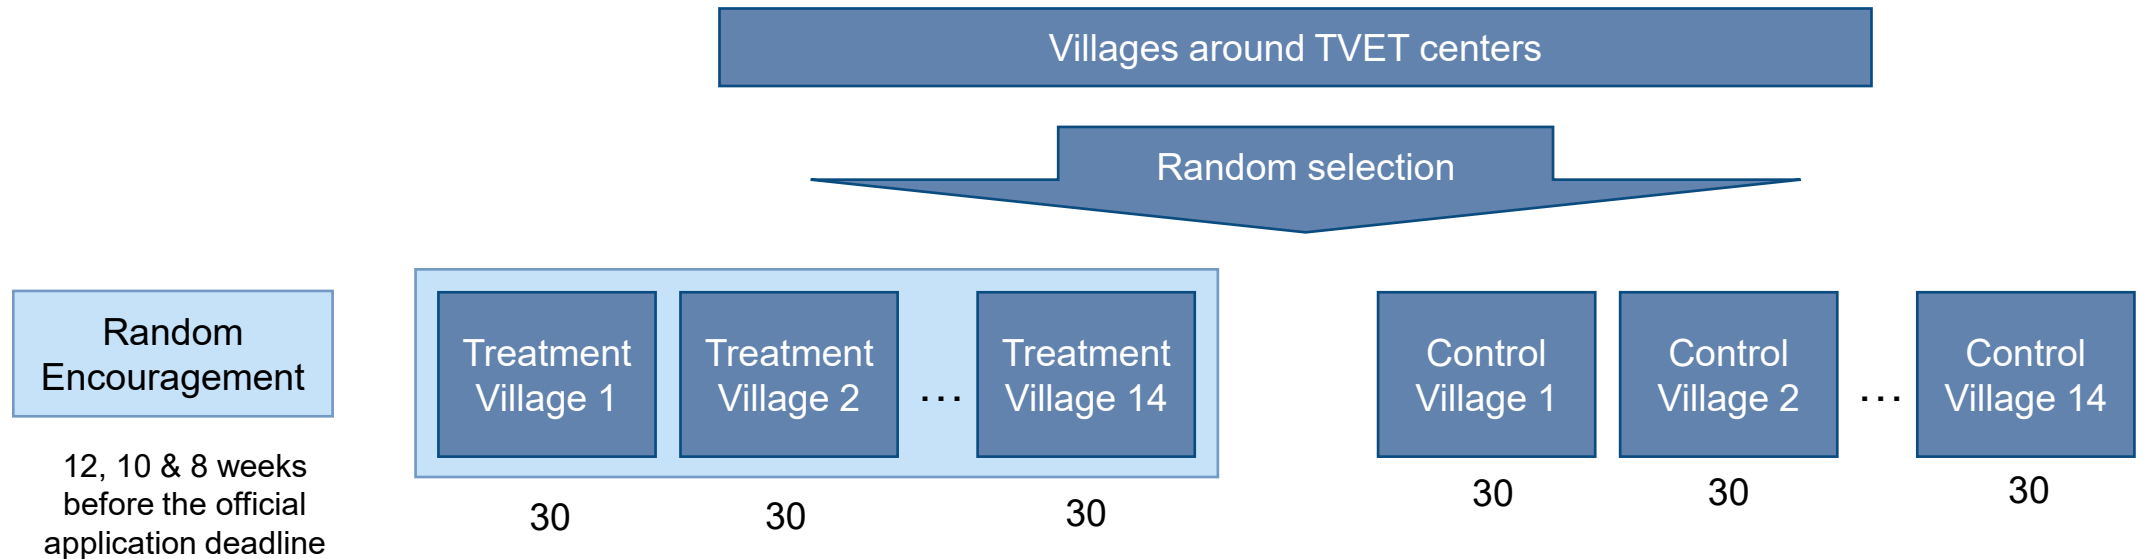 Villages around TVET centers
Random selection
Random
Encouragement
12, 10 & 8 weeks
before the official
application deadline
Treatment
Village 1
Treatment
Village 2
...
Treatment
Village 14
Control
Village 1
Control
Village 2
...
Control
Village 14
30
30
30
30
30
30